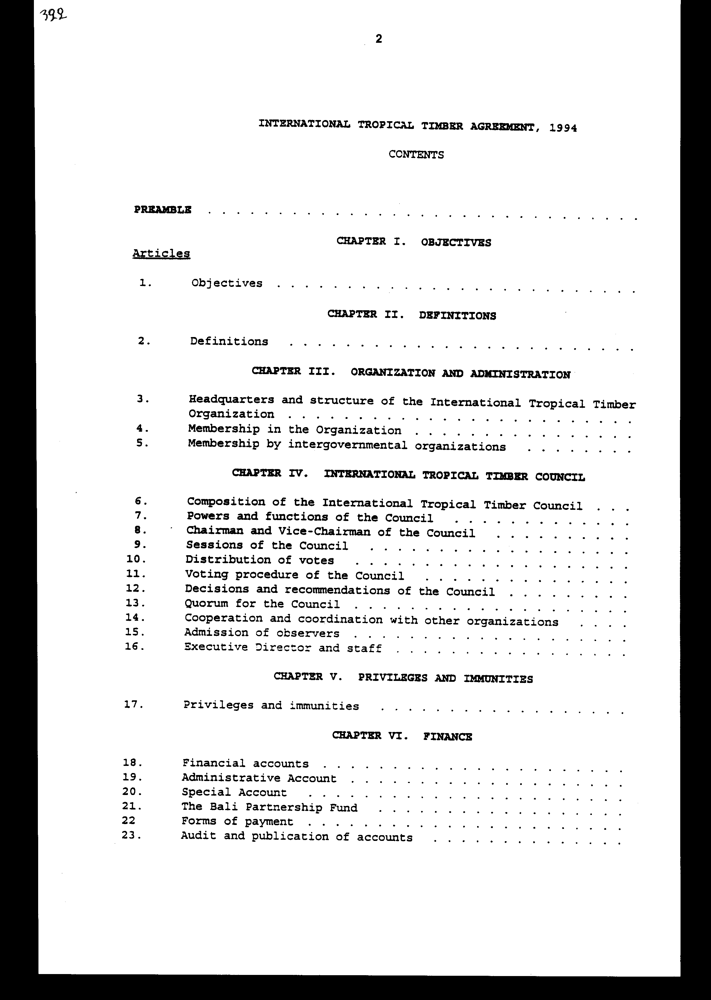 2
INTERNATIONAL TROPICAL TIMBER AGREEMENT, 1994
CONTENTS
PREAMBLE . . . . . . . . . . . . . . . . . . . . . . . . . . . . . . .
CHAPTER I. OBJECTIVES
Articles
1. Objectives . . . . . . . . . . . . . . . . . . . . . . . . . .
CHAPTER II. DEFINITIONS
2. Definitions . . . . . . . . . . . . . . . . . . . . . . . . .
CHAPTER III. ORGANIZATION AND ADMINISTRATION
3. Headquarters and structure of the International Tropical Timber
Organization . . . . . . . . . . . . . . . . . . . . . . . . .
4. Membership in the Organization . . . . . . . . . . . . . . . .
5. Membership by intergovernmental organizations . . . . . . . .
CHAPTER IV. INTERNATIONAL TROPICAL TIMBER COUNCIL
6. Composition of the International Tropical Timber Council . . .
7. Powers and functions of the Council . . . . . . . . . . . . .
8. Chairman and Vice-Chairman of the Council . . . . . . . . . .
9. Sessions of the Council . . . . . . . . . . . . . . . . . . .
10. Distribution of votes . . . . . . . . . . . . . . . . . . . .
11. Voting procedure of the Council . . . . . . . . . . . . . . .
12. Decisions and recommendations of the Council . . . . . . . . .
13. Quorum for the Council . . . . . . . . . . . . . . . . . . . .
14. Cooperation and coordination with other organizations . . . .
15. Admission of observers . . . . . . . . . . . . . . . . . . . .
16. Executive Director and staff . . . . . . . . . . . . . . . . .
CHAPTER V. PRIVILEGES AND IMMUNITIES
17. Privileges and immunities . . . . . . . . . . . . . . . . . .
CHAPTER VI. FINANCE
18. Financial accounts . . . . . . . . . . . . . . . . . . . . . .
19. Administrative Account . . . . . . . . . . . . . . . . . . . .
20. Special Account . . . . . . . . . . . . . . . . . . . . . . .
21. The Bali Partnership Fund . . . . . . . . . . . . . . . . . .
22 Forms of payment . . . . . . . . . . . . . . . . . . . . . . .
23. Audit and publication of accounts . . . . . . . . . . . . . .